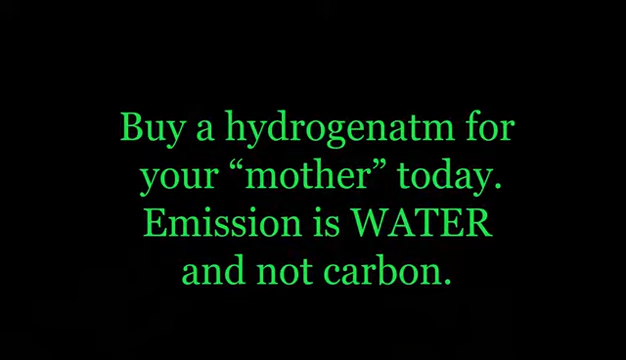 Buy a hydrogenatm for
your “mother” today.
Emission is WATER
and not carbon.